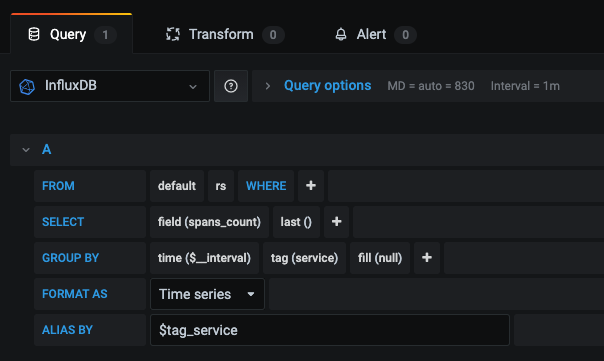 Query 1 Transform 0 Alert 0
InfluxDB Query options MD = auto = 830 Interval = 1m
A
FROM default rs WHERE +
SELECT field (spans_count) last () +
GROUP BY time ($__interval) tag (service) fill (null) +
FORMAT AS Time series
ALIAS BY $tag_service